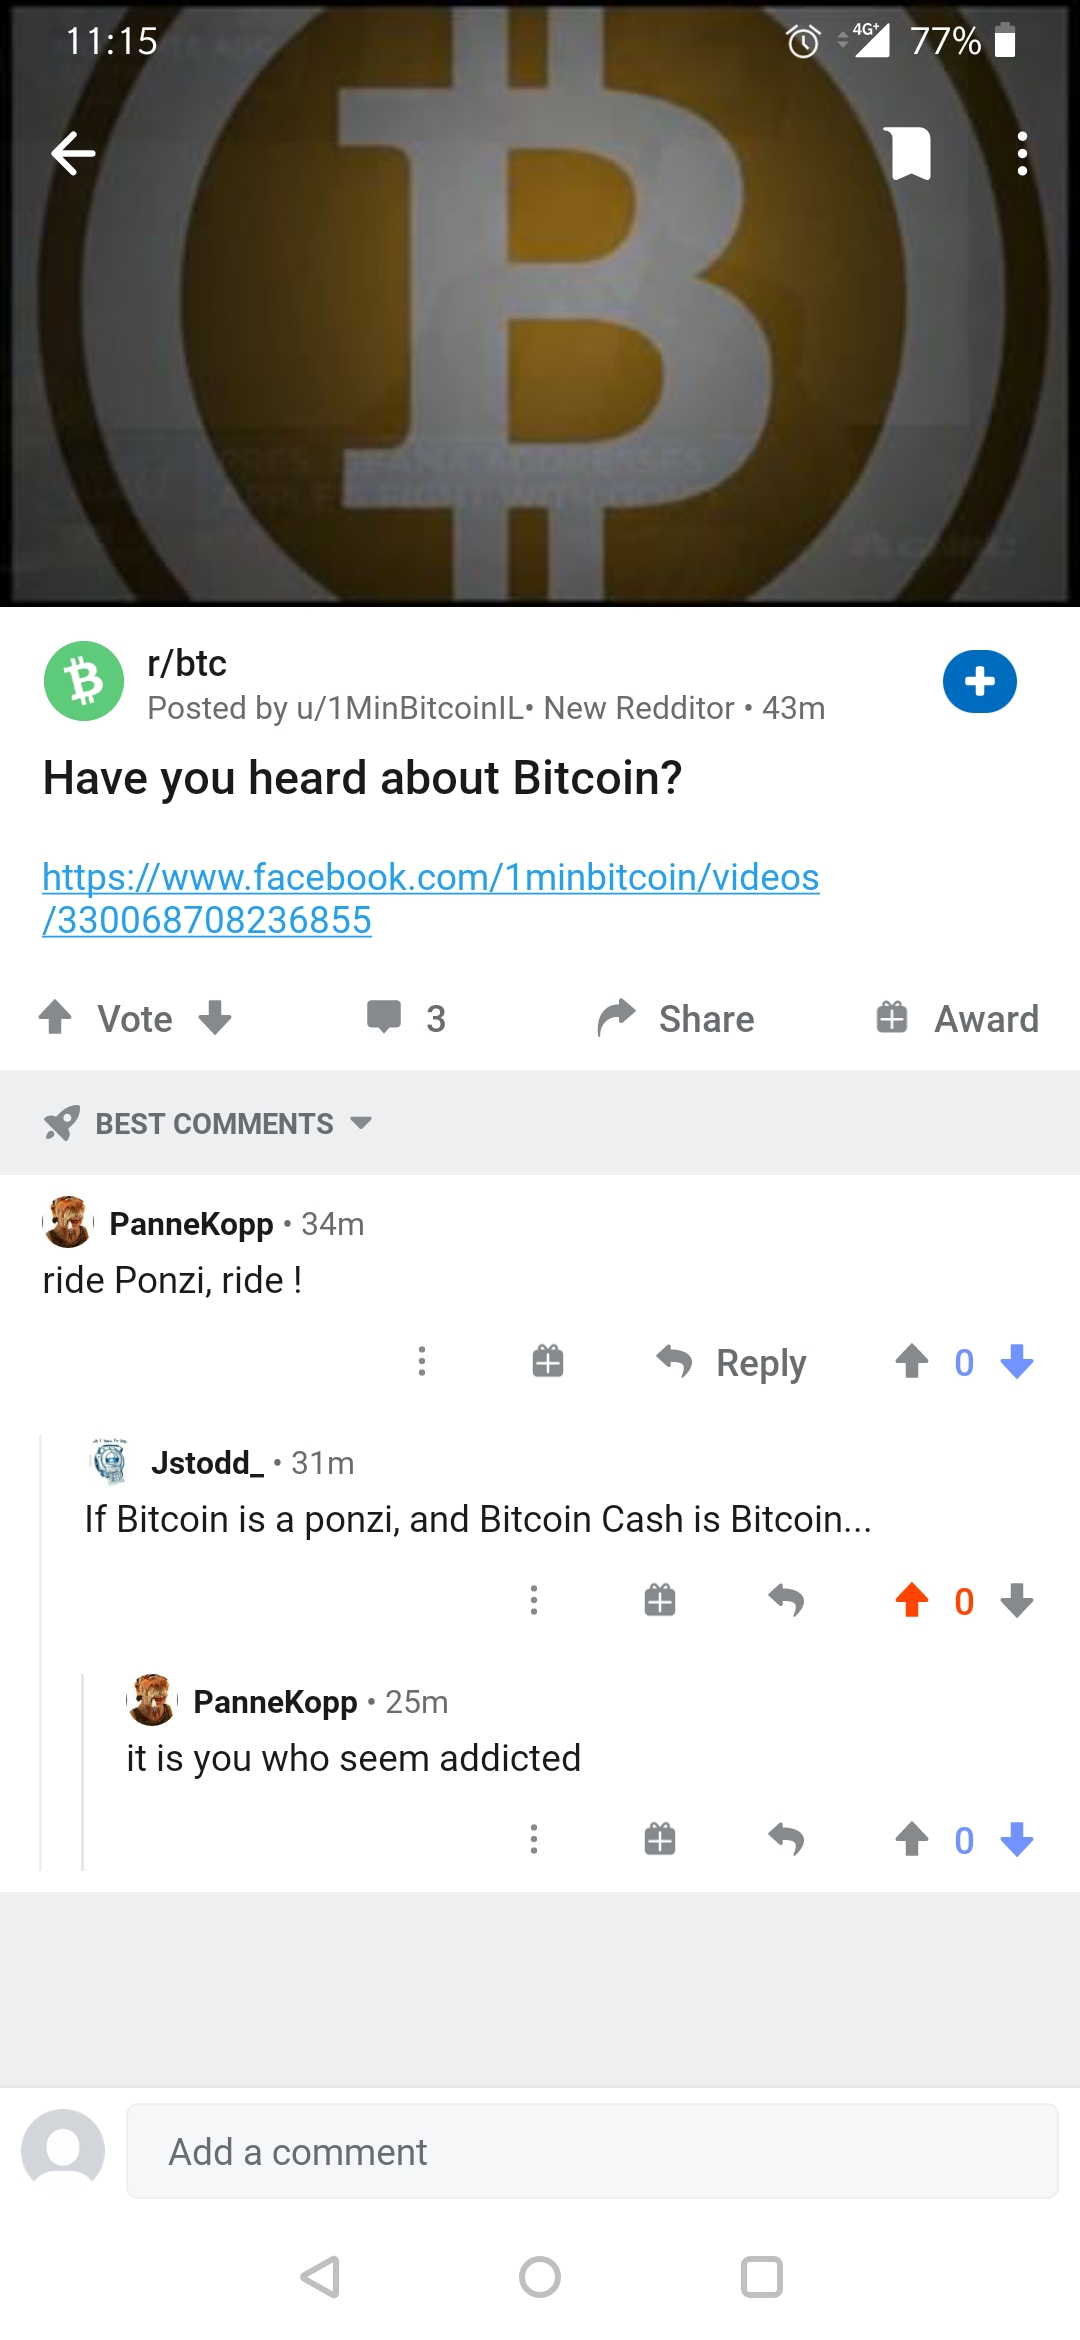 11:15
4G+
77%
r/btc
Posted by u/1MinBitcoinIL• New Redditor • 43m
Have you heard about Bitcoin?
https://www.facebook.com/1minbitcoin/videos
/330068708236855
Vote
3
Share
Award
BEST COMMENTS
PanneKopp • 34m
ride Ponzi, ride !
Reply
0
Jstodd_ • 31m
If Bitcoin is a ponzi, and Bitcoin Cash is Bitcoin...
0
PanneKopp • 25m
it is you who seem addicted
0
Add a comment